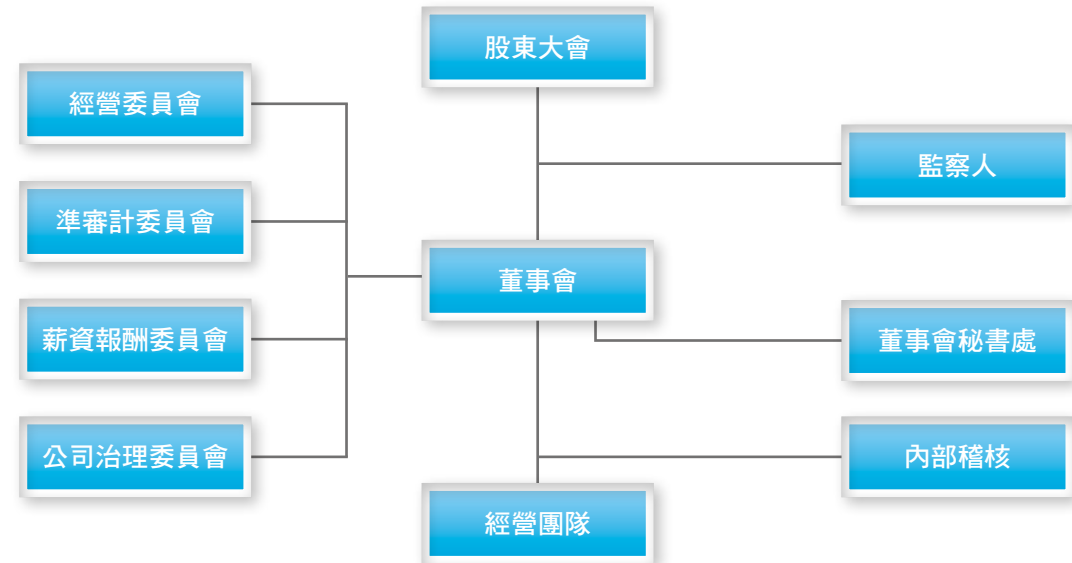 股東大會
經營委員會
監察人
準審計委員會
董事會
薪資報酬委員會
董事會秘書處
公司治理委員會
內部稽核
經營團隊